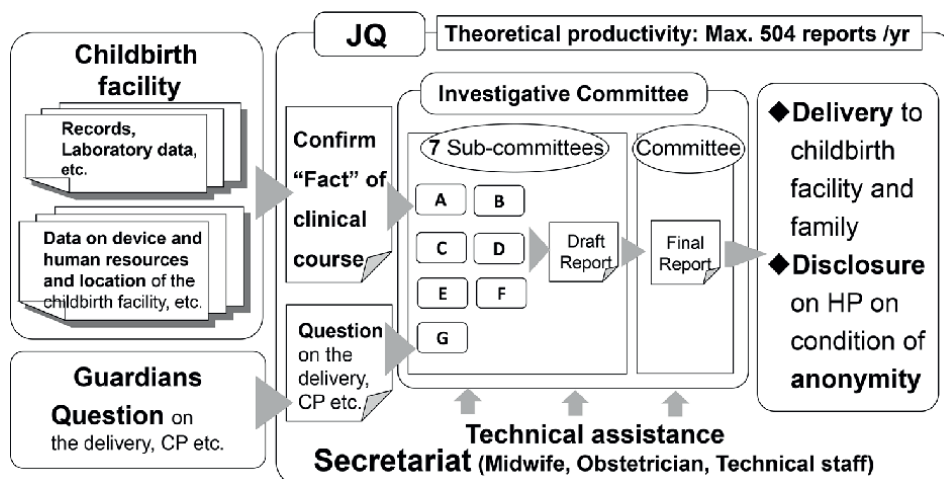 Childbirth
facility
Records,
Laboratory data,
etc.
Data on device and
human resources
and location of the
childbirth facility, etc.
Guardians
Question on
the delivery, CP etc.
JQ
Theoretical productivity: Max. 504 reports /yr
Confirm
“Fact” of
clinical
course
Question
on the
delivery,
CP etc.
Investigative Committee
7 Sub-committees
A B
C D
E F
G
Draft
Report
Committee
Final
Report
◆Delivery to
childbirth
facility and
family
◆Disclosure
on HP on
condition of
anonymity
Technical assistance
Secretariat (Midwife, Obstetrician, Technical staff)